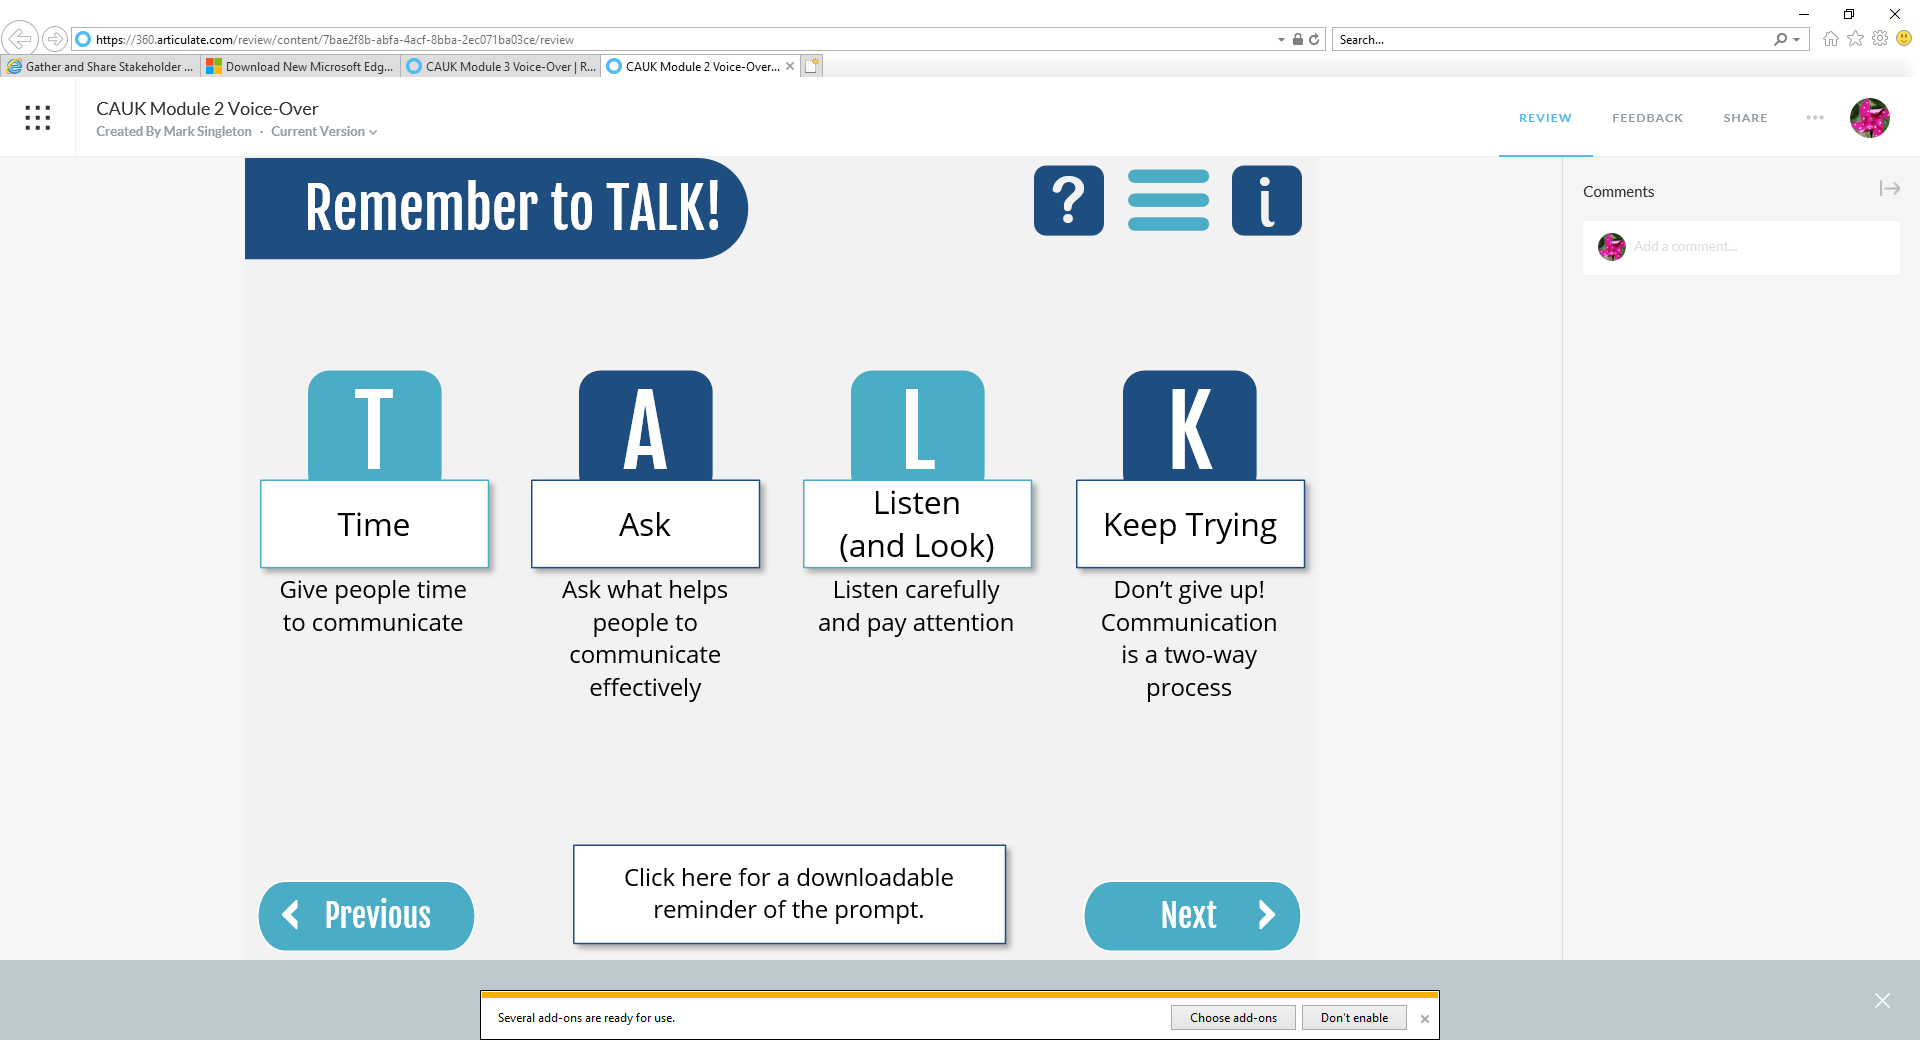 https://360.articulate.com/review/content/7bae2f8b-abfa-4acf-8bba-2ec071ba03ce/review
Search...
Gather and Share Stakeholder ...
Download New Microsoft Edg...
CAUK Module 3 Voice-Over | R...
CAUK Module 2 Voice-Over...
CAUK Module 2 Voice-Over
Created By Mark Singleton · Current Version
REVIEW
FEEDBACK
SHARE
Remember to TALK!
?
i
Comments
Add a comment...
T
Time
Give people time
to communicate
A
Ask
Ask what helps
people to
communicate
effectively
L
Listen
(and Look)
Listen carefully
and pay attention
K
Keep Trying
Don’t give up!
Communication
is a two-way
process
Previous
Click here for a downloadable
reminder of the prompt.
Next
Several add-ons are ready for use.
Choose add-ons
Don't enable